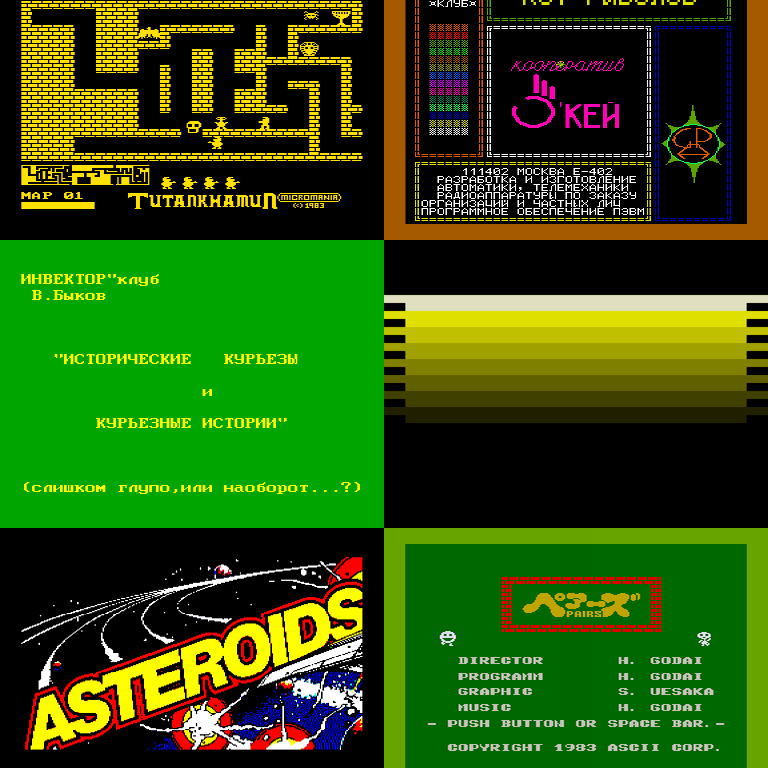 MAP 01
TUTANKHAMUN
MICROMANIA
(C) 1983
*КЛУБ*
КОТ РЫБОЛОВ
кооператив
О'КЕЙ
111402 МОСКВА Е-402
РАЗРАБОТКА И ИЗГОТОВЛЕНИЕ
АВТОМАТИКИ, ТЕЛЕМЕХАНИКИ
РАДИОАППАРАТУРЫ ПО ЗАКАЗУ
ОРГАНИЗАЦИЙ И ЧАСТНЫХ ЛИЦ
ПРОГРАММНОЕ ОБЕСПЕЧЕНИЕ ПЭВМ
ИНВЕКТОР"клуб
В.Быков
"ИСТОРИЧЕСКИЕ КУРЬЕЗЫ
и
КУРЬЕЗНЫЕ ИСТОРИИ"
(слишком глупо,или наоборот...?)
ASTEROIDS
ペアーズ
PAIRS
DIRECTOR H. GODAI
PROGRAMM H. GODAI
GRAPHIC S. UESAKA
MUSIC H. GODAI
- PUSH BUTTON OR SPACE BAR.-
COPYRIGHT 1983 ASCII CORP.